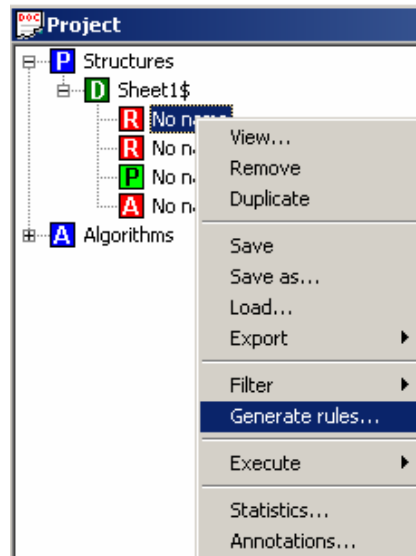 DOC Project
P Structures
D Sheet1$
R No name
R No n
P No n
A No n
A Algorithms
View...
Remove
Duplicate
Save
Save as...
Load...
Export
Filter
Generate rules...
Execute
Statistics...
Annotations...